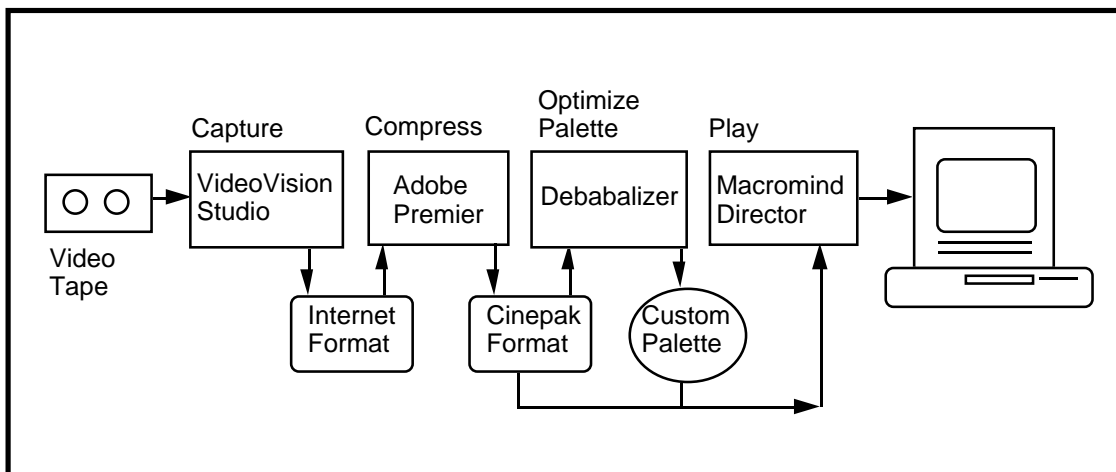 Optimize
Palette
Capture
Compress
Play
VideoVision
Studio
Adobe
Premier
Debabalizer
Macromind
Director
Video
Tape
Internet
Format
Cinepak
Format
Custom
Palette